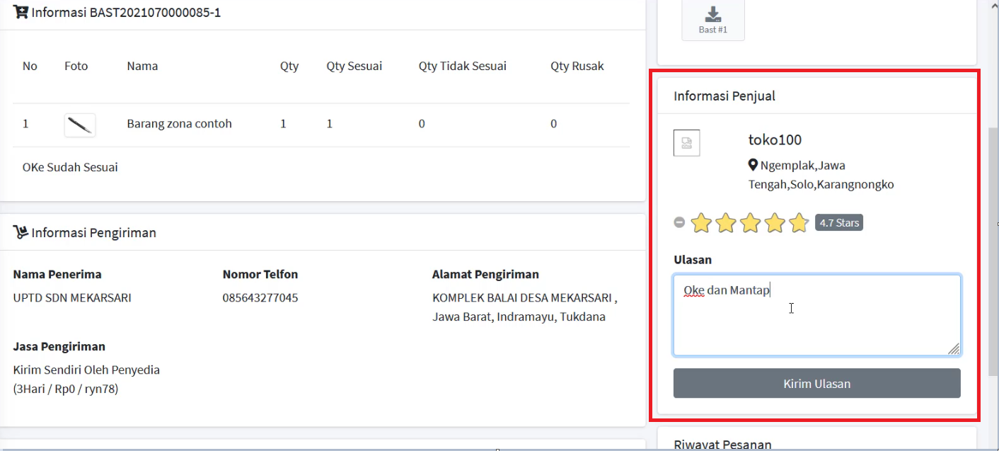 Informasi BAST2021070000085-1
No Foto Nama Qty Qty Sesuai Qty Tidak Sesuai Qty Rusak
1 Barang zona contoh 1 1 0 0
OKe Sudah Sesuai
Informasi Pengiriman
Nama Penerima Nomor Telfon Alamat Pengiriman
UPTD SDN MEKARSARI 085643277045 KOMPLEK BALAI DESA MEKARSARI ,
Jawa Barat, Indramayu, Tukdana
Jasa Pengiriman
Kirim Sendiri Oleh Penyedia
(3Hari / Rp0 / ryn78)
Bast #1
Informasi Penjual
toko100
Ngemplak,Jawa
Tengah,Solo,Karangnongko
4.7 Stars
Ulasan
Oke dan Mantap
Kirim Ulasan
Riwayat Pesanan